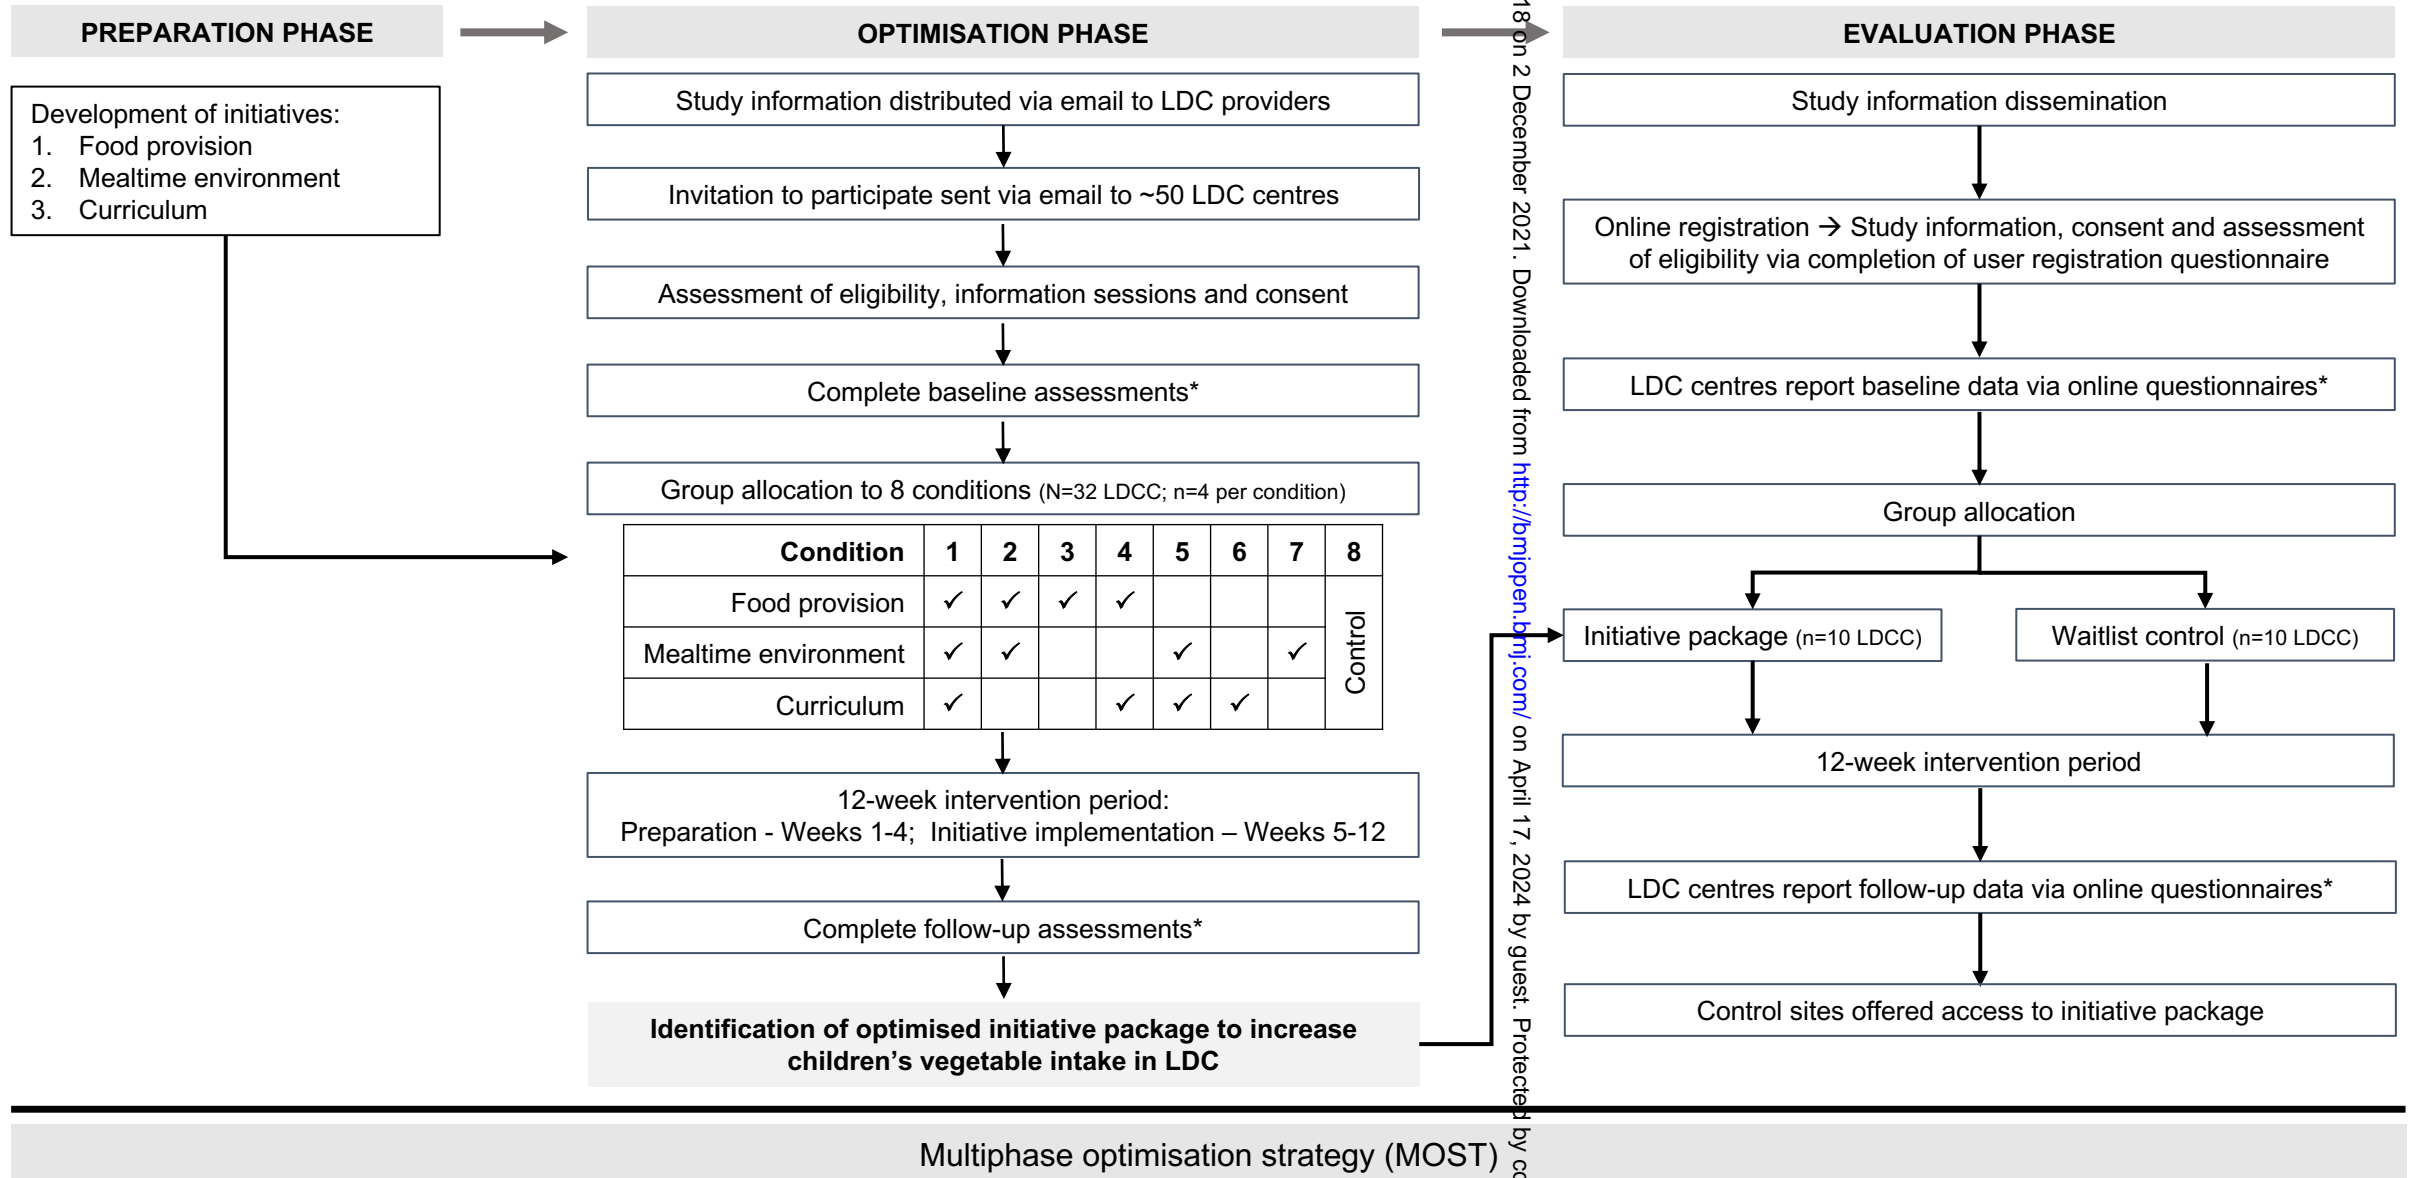 PREPARATION PHASE
Development of initiatives:
1. Food provision
2. Mealtime environment
3. Curriculum
OPTIMISATION PHASE
Study information distributed via email to LDC providers
Invitation to participate sent via email to ~50 LDC centres
Assessment of eligibility, information sessions and consent
Complete baseline assessments*
Group allocation to 8 conditions (N=32 LDCC; n=4 per condition)
Condition 1 2 3 4 5 6 7 8
Food provision ✓ ✓ ✓ ✓
Mealtime environment ✓ ✓ ✓ ✓
Curriculum ✓ ✓ ✓ ✓
Control
12-week intervention period:
Preparation - Weeks 1-4; Initiative implementation – Weeks 5-12
Complete follow-up assessments*
Identification of optimised initiative package to increase
children’s vegetable intake in LDC
EVALUATION PHASE
Study information dissemination
Online registration → Study information, consent and assessment
of eligibility via completion of user registration questionnaire
LDC centres report baseline data via online questionnaires*
Group allocation
Initiative package (n=10 LDCC)
Waitlist control (n=10 LDCC)
12-week intervention period
LDC centres report follow-up data via online questionnaires*
Control sites offered access to initiative package
18 on 2 December 2021. Downloaded from http://bmjopen.bmj.com/ on April 17, 2024 by guest. Protected by
Multiphase optimisation strategy (MOST)